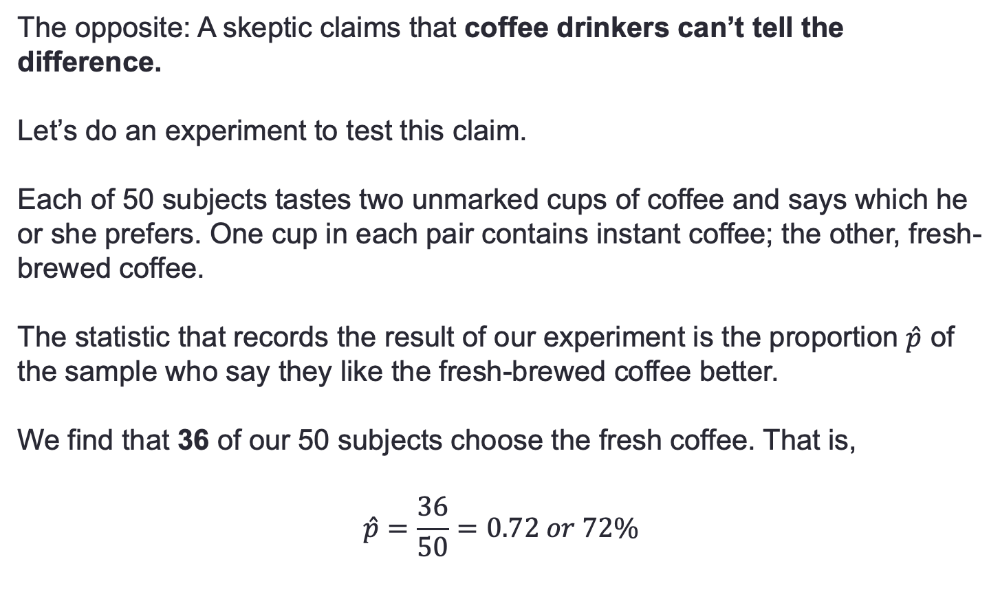 The opposite: A skeptic claims that coffee drinkers can’t tell the
difference.
Let’s do an experiment to test this claim.
Each of 50 subjects tastes two unmarked cups of coffee and says which he
or she prefers. One cup in each pair contains instant coffee; the other, fresh-
brewed coffee.
The statistic that records the result of our experiment is the proportion p̂ of
the sample who say they like the fresh-brewed coffee better.
We find that 36 of our 50 subjects choose the fresh coffee. That is,
p̂ = 36/50 = 0.72 or 72%